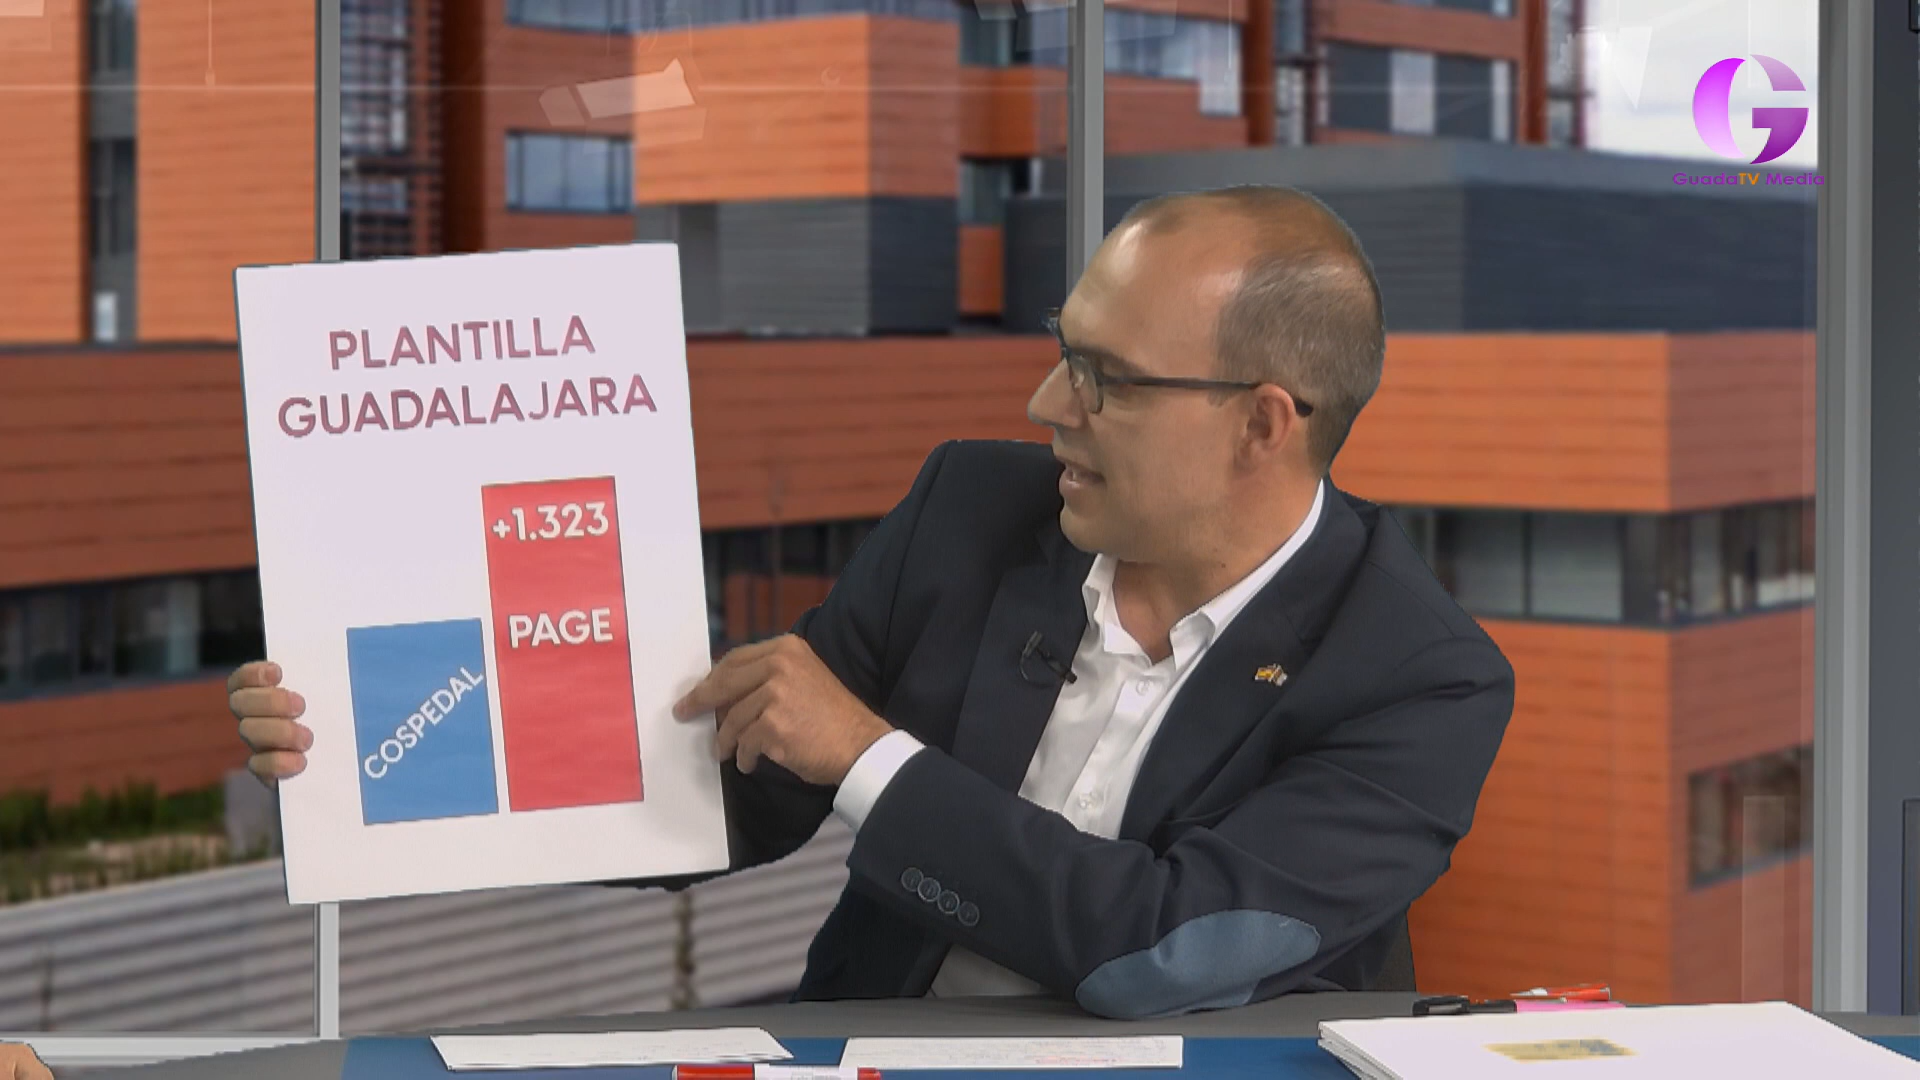 PLANTILLA
GUADALAJARA
+1.323
PAGE
COSPEDAL
GuadaTV Media